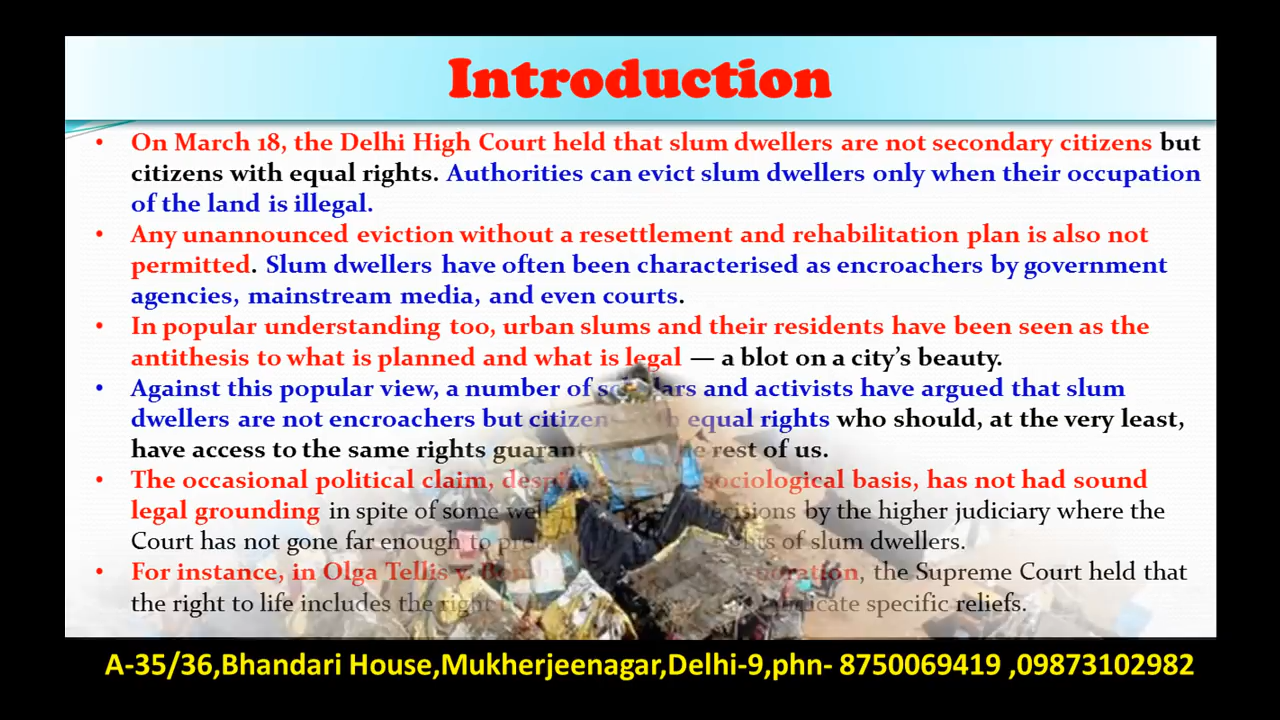 Introduction
• On March 18, the Delhi High Court held that slum dwellers are not secondary citizens but
citizens with equal rights. Authorities can evict slum dwellers only when their occupation
of the land is illegal.
• Any unannounced eviction without a resettlement and rehabilitation plan is also not
permitted. Slum dwellers have often been characterised as encroachers by government
agencies, mainstream media, and even courts.
• In popular understanding too, urban slums and their residents have been seen as the
antithesis to what is planned and what is legal — a blot on a city's beauty.
• Against this popular view, a number of scholars and activists have argued that slum
dwellers are not encroachers but citizens with equal rights who should, at the very least,
have access to the same rights rest of us.
• The occasional political claim, sociological basis, has not had sound
legal grounding in spite of some by the higher judiciary where the
Court has not gone far enough to of slum dwellers.
• For instance, in Olga Tellis v. , the Supreme Court held that
the right to life includes the right specific reliefs.
A-35/36,Bhandari House,Mukherjeenagar,Delhi-9,phn- 8750069419 ,09873102982